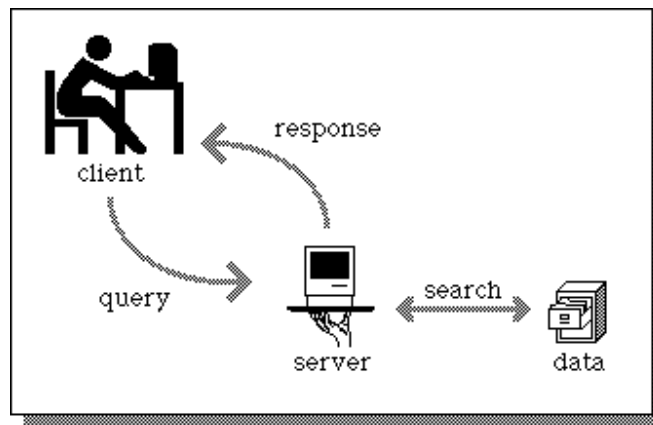 response
client
query
search
server
data